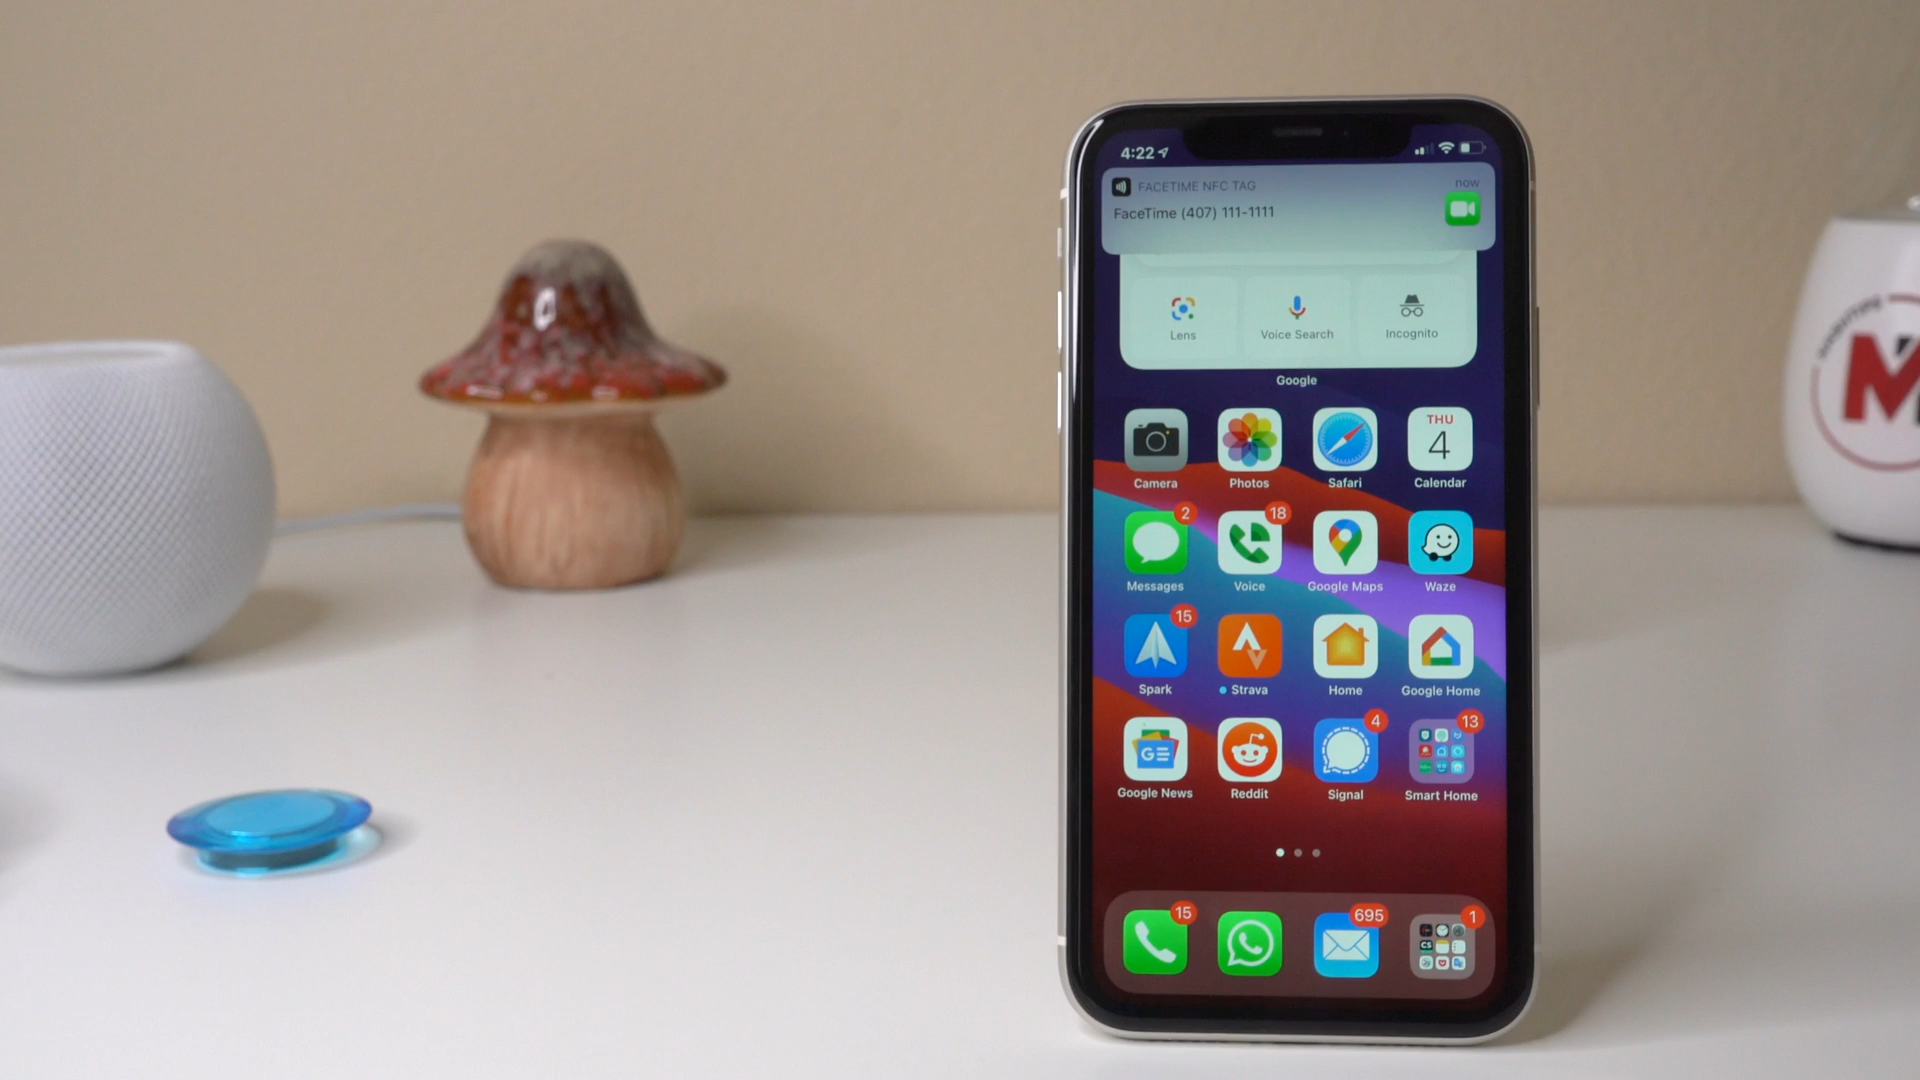 4:22
FACETIME NFC TAG
now
FaceTime (407) 111-1111
Lens
Voice Search
Incognito
Google
THU
4
Camera
Photos
Safari
Calendar
2
18
Messages
Voice
Google Maps
Waze
15
Spark
Strava
Home
Google Home
4
13
GE
Google News
Reddit
Signal
Smart Home
15
695
1
CS
M